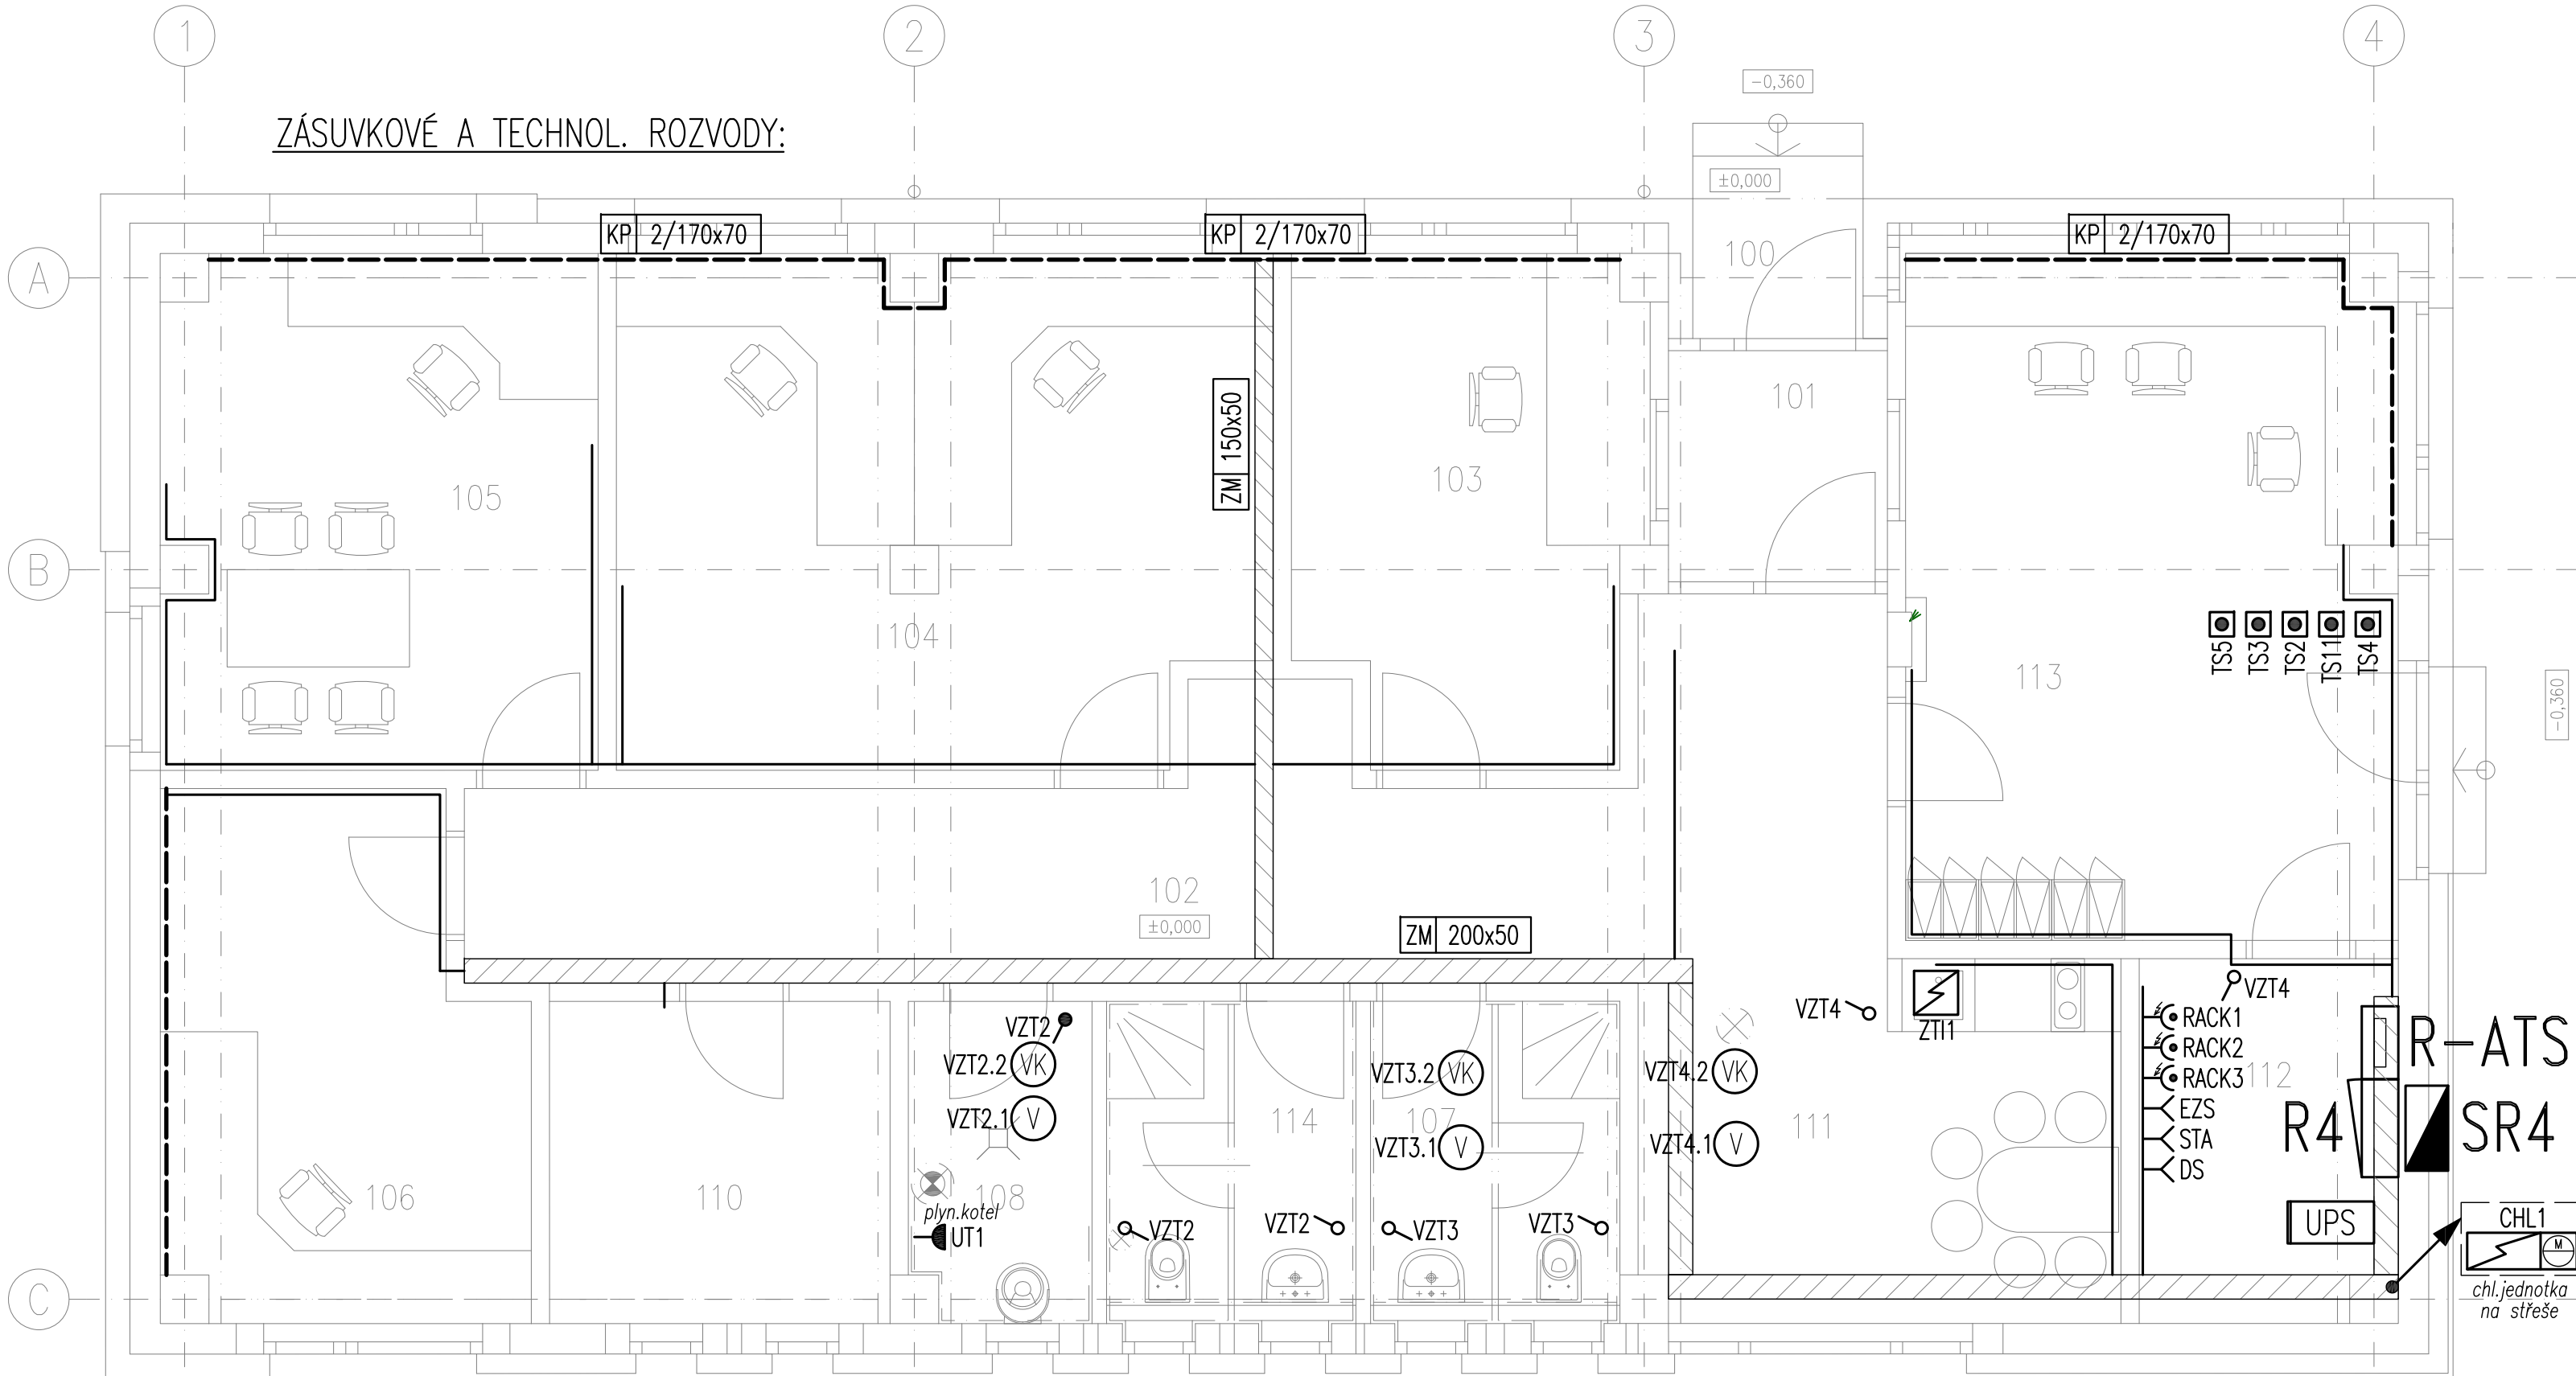 1
2
3
4
-0,360
ZÁSUVKOVÉ A TECHNOL. ROZVODY:
±0,000
KP 2/170x70
KP 2/170x70
KP 2/170x70
A
100
101
ZM 150x50
103
105
B
104
113
TS5
TS3
TS2
TS11
TS4
-0,360
102
±0,000
ZM 200x50
VZT4
VZT4
ZTI1
VZT2
VZT2.2 VK
VZT2.1 V
VZT3.2 VK
VZT3.1 V
VZT4.2 VK
VZT4.1 V
RACK1
RACK2
RACK3
EZS
STA
DS
112
R-ATS
R4
SR4
114
107
111
106
110
108
plyn.kotel
UT1
VZT2
VZT2
VZT3
VZT3
UPS
CHL1
M
chl.jednotka
na střeše
C